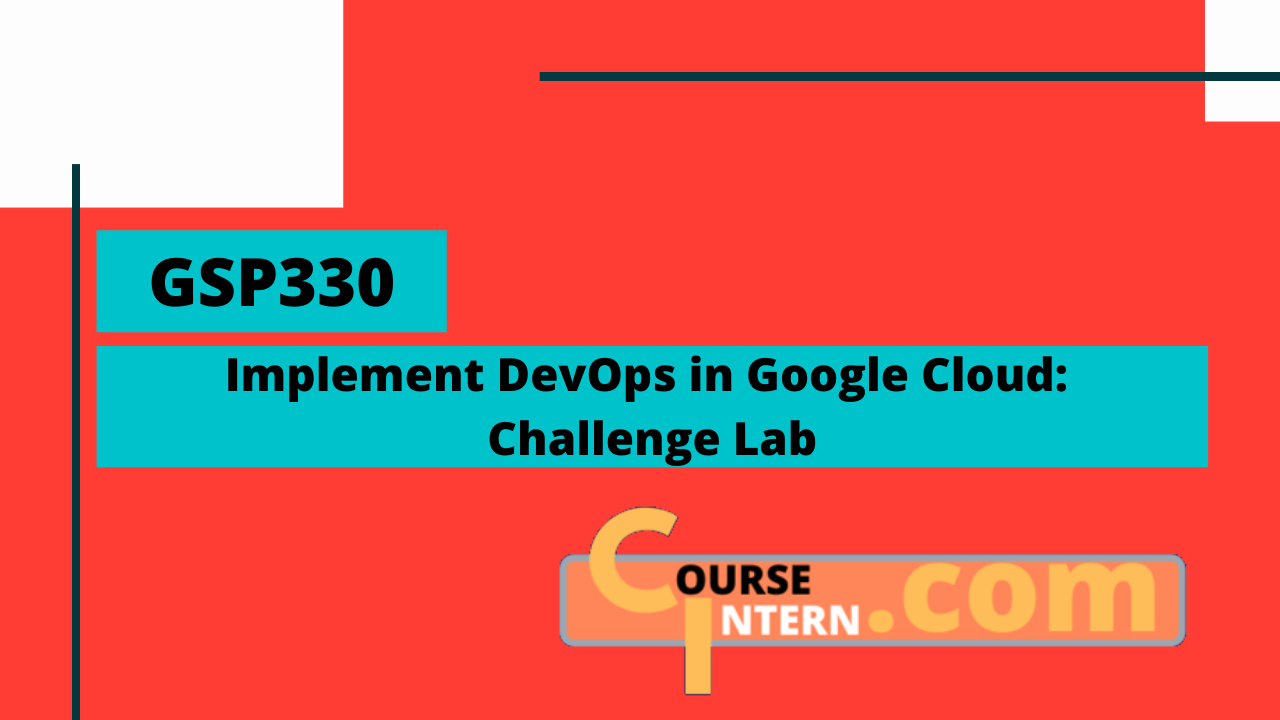 GSP330
Implement DevOps in Google Cloud:
Challenge Lab
COURSE
INTERN.com